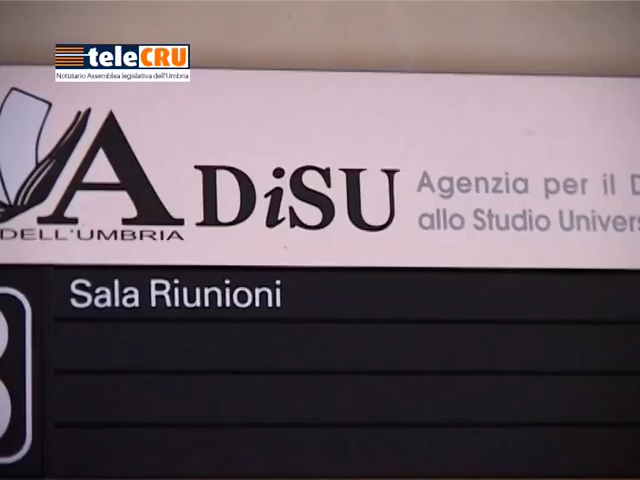 teleCRU
Notiziario Assemblea legislativa dell'Umbria
A DiSU
DELL'UMBRIA
Agenzia per il D
allo Studio Univers
Sala Riunioni